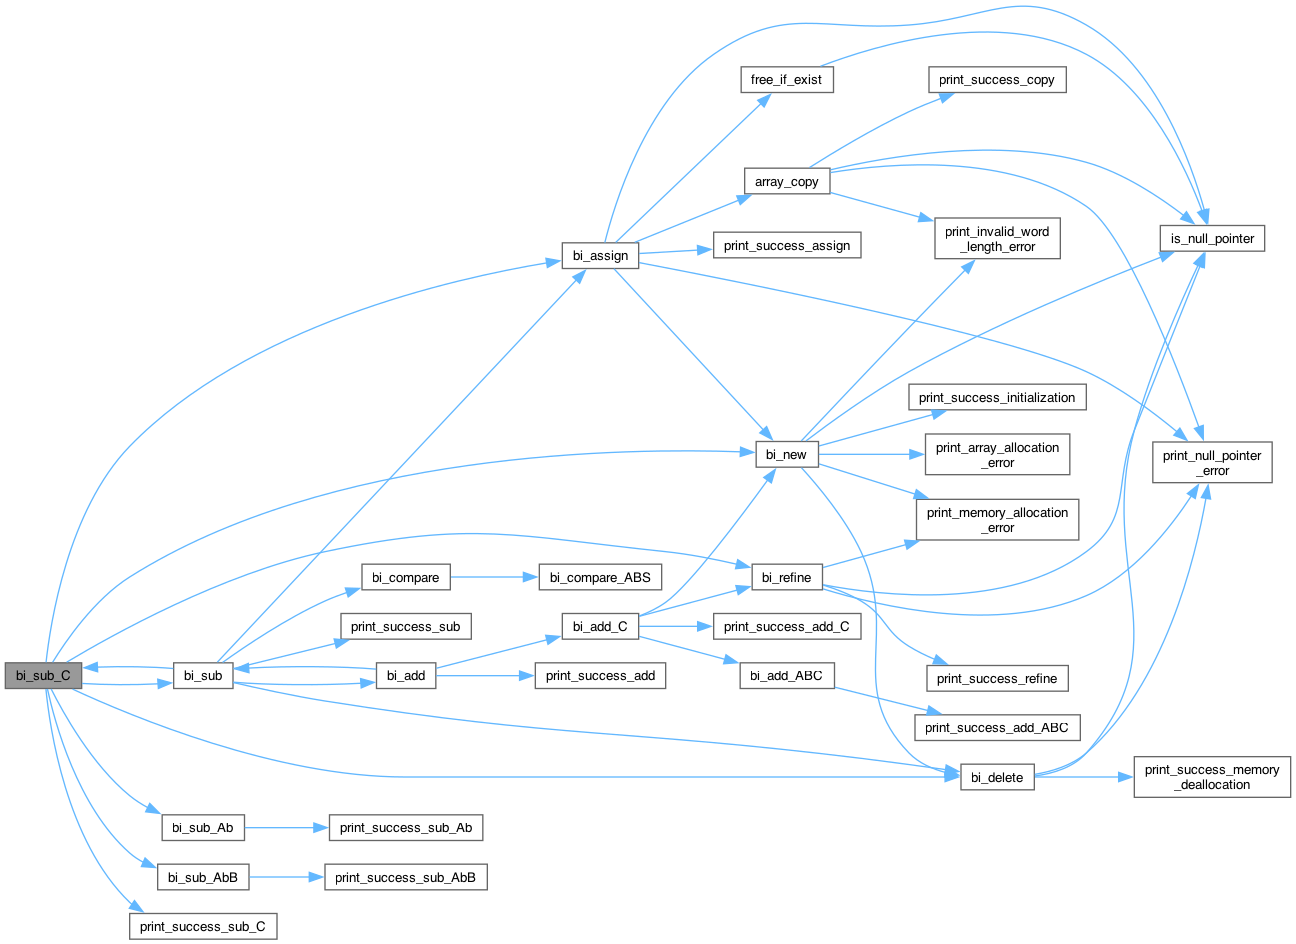 free_if_exist
print_success_copy
array_copy
print_invalid_word
_length_error
is_null_pointer
bi_assign
print_success_assign
print_success_initialization
bi_new
print_array_allocation
_error
print_null_pointer
_error
print_memory_allocation
_error
bi_compare
bi_compare_ABS
bi_refine
print_success_sub
bi_add_C
print_success_add_C
bi_sub_C
bi_sub
bi_add
print_success_add
bi_add_ABC
print_success_refine
print_success_add_ABC
bi_delete
print_success_memory
_deallocation
bi_sub_Ab
print_success_sub_Ab
bi_sub_AbB
print_success_sub_AbB
print_success_sub_C